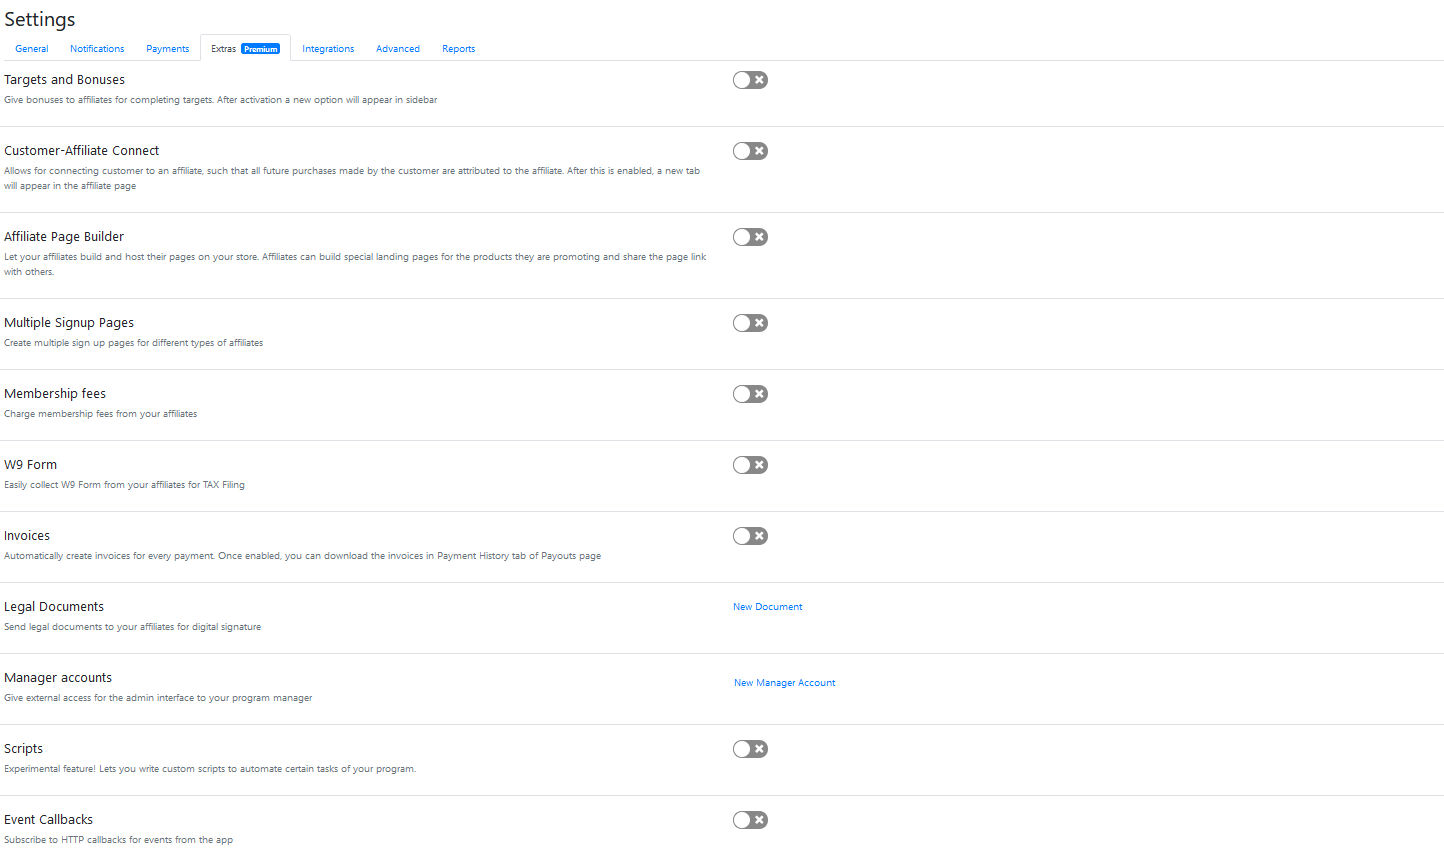 Settings
General Notifications Payments Extras Premium Integrations Advanced Reports
Targets and Bonuses
Give bonuses to affiliates for completing targets. After activation a new option will appear in sidebar
Customer-Affiliate Connect
Allows for connecting customer to an affiliate, such that all future purchases made by the customer are attributed to the affiliate. After this is enabled, a new tab
will appear in the affiliate page
Affiliate Page Builder
Let your affiliates build and host their pages on your store. Affiliates can build special landing pages for the products they are promoting and share the page link
with others.
Multiple Signup Pages
Create multiple sign up pages for different types of affiliates
Membership fees
Charge membership fees from your affiliates
W9 Form
Easily collect W9 Form from your affiliates for TAX Filing
Invoices
Automatically create invoices for every payment. Once enabled, you can download the invoices in Payment History tab of Payouts page
Legal Documents
New Document
Send legal documents to your affiliates for digital signature
Manager accounts
New Manager Account
Give external access for the admin interface to your program manager
Scripts
Experimental feature! Lets you write custom scripts to automate certain tasks of your program.
Event Callbacks
Subscribe to HTTP callbacks for events from the app